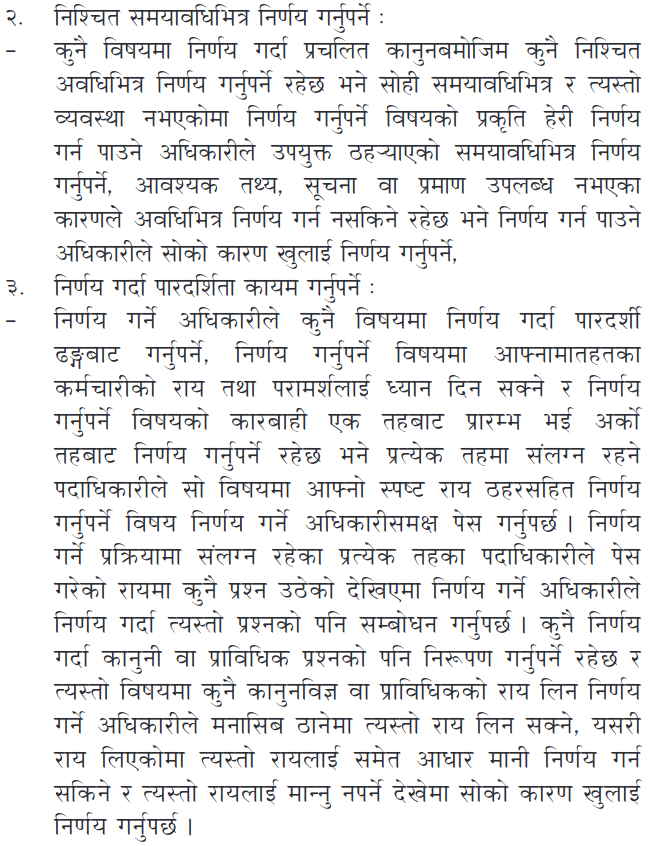 २. निश्चित समयावधिभित्र निर्णय गर्नुपर्ने :
– कुनै विषयमा निर्णय गर्दा प्रचलित कानुनबमोजिम कुनै निश्चित
अवधिभित्र निर्णय गर्नुपर्ने रहेछ भने सोही समयावधिभित्र र त्यस्तो
व्यवस्था नभएकोमा निर्णय गर्नुपर्ने विषयको प्रकृति हेरी निर्णय
गर्न पाउने अधिकारीले उपयुक्त ठहऱ्याएको समयावधिभित्र निर्णय
गर्नुपर्ने, आवश्यक तथ्य, सूचना वा प्रमाण उपलब्ध नभएका
कारणले अवधिभित्र निर्णय गर्न नसकिने रहेछ भने निर्णय गर्न पाउने
अधिकारीले सोको कारण खुलाई निर्णय गर्नुपर्ने,
३. निर्णय गर्दा पारदर्शिता कायम गर्नुपर्ने :
– निर्णय गर्ने अधिकारीले कुनै विषयमा निर्णय गर्दा पारदर्शी
ढङ्गबाट गर्नुपर्ने, निर्णय गर्नुपर्ने विषयमा आफ्नामातहतका
कर्मचारीको राय तथा परामर्शलाई ध्यान दिन सक्ने र निर्णय
गर्नुपर्ने विषयको कारबाही एक तहबाट प्रारम्भ भई अर्को
तहबाट निर्णय गर्नुपर्ने रहेछ भने प्रत्येक तहमा संलग्न रहने
पदाधिकारीले सो विषयमा आफ्नो स्पष्ट राय ठहरसहित निर्णय
गर्नुपर्ने विषय निर्णय गर्ने अधिकारीसमक्ष पेस गर्नुपर्छ । निर्णय
गर्ने प्रक्रियामा संलग्न रहेका प्रत्येक तहका पदाधिकारीले पेस
गरेको रायमा कुनै प्रश्न उठेको देखिएमा निर्णय गर्ने अधिकारीले
निर्णय गर्दा त्यस्तो प्रश्नको पनि सम्बोधन गर्नुपर्छ । कुनै निर्णय
गर्दा कानुनी वा प्राविधिक प्रश्नको पनि निरूपण गर्नुपर्ने रहेछ र
त्यस्तो विषयमा कुनै कानुनविज्ञ वा प्राविधिकको राय लिन निर्णय
गर्ने अधिकारीले मनासिब ठानेमा त्यस्तो राय लिन सक्ने, यसरी
राय लिएकोमा त्यस्तो रायलाई समेत आधार मानी निर्णय गर्न
सकिने र त्यस्तो रायलाई मान्नु नपर्ने देखेमा सोको कारण खुलाई
निर्णय गर्नुपर्छ ।